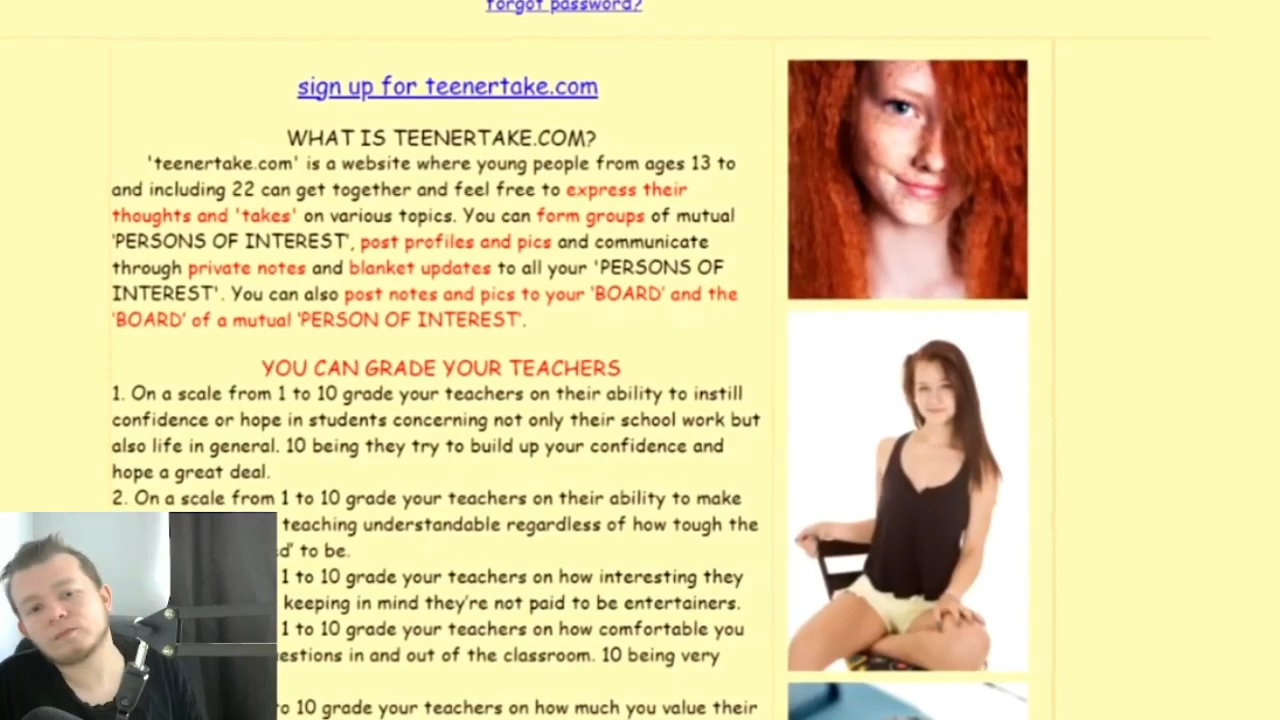 forgot password?
sign up for teenertake.com
WHAT IS TEENERTAKE.COM?
'teenertake.com' is a website where young people from ages 13 to
and including 22 can get together and feel free to express their
thoughts and 'takes' on various topics. You can form groups of mutual
'PERSONS OF INTEREST', post profiles and pics and communicate
through private notes and blanket updates to all your 'PERSONS OF
INTEREST'. You can also post notes and pics to your 'BOARD' and the
'BOARD' of a mutual 'PERSON OF INTEREST'.
YOU CAN GRADE YOUR TEACHERS
1. On a scale from 1 to 10 grade your teachers on their ability to instill
confidence or hope in students concerning not only their school work but
also life in general. 10 being they try to build up your confidence and
hope a great deal.
2. On a scale from 1 to 10 grade your teachers on their ability to make
teaching understandable regardless of how tough the
to be.
1 to 10 grade your teachers on how interesting they
keeping in mind they're not paid to be entertainers.
1 to 10 grade your teachers on how comfortable you
in and out of the classroom. 10 being very
to 10 grade your teachers on how much you value their